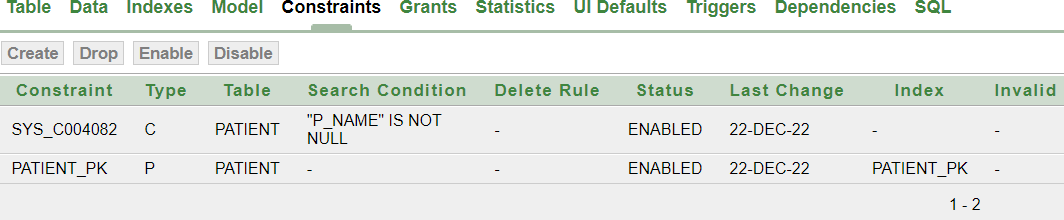 Table Data Indexes Model Constraints Grants Statistics UI Defaults Triggers Dependencies SQL
Create Drop Enable Disable
Constraint Type Table Search Condition Delete Rule Status Last Change Index Invalid
SYS_C004082 C PATIENT "P_NAME" IS NOT NULL - ENABLED 22-DEC-22 - -
PATIENT_PK P PATIENT - - ENABLED 22-DEC-22 PATIENT_PK -
1 - 2